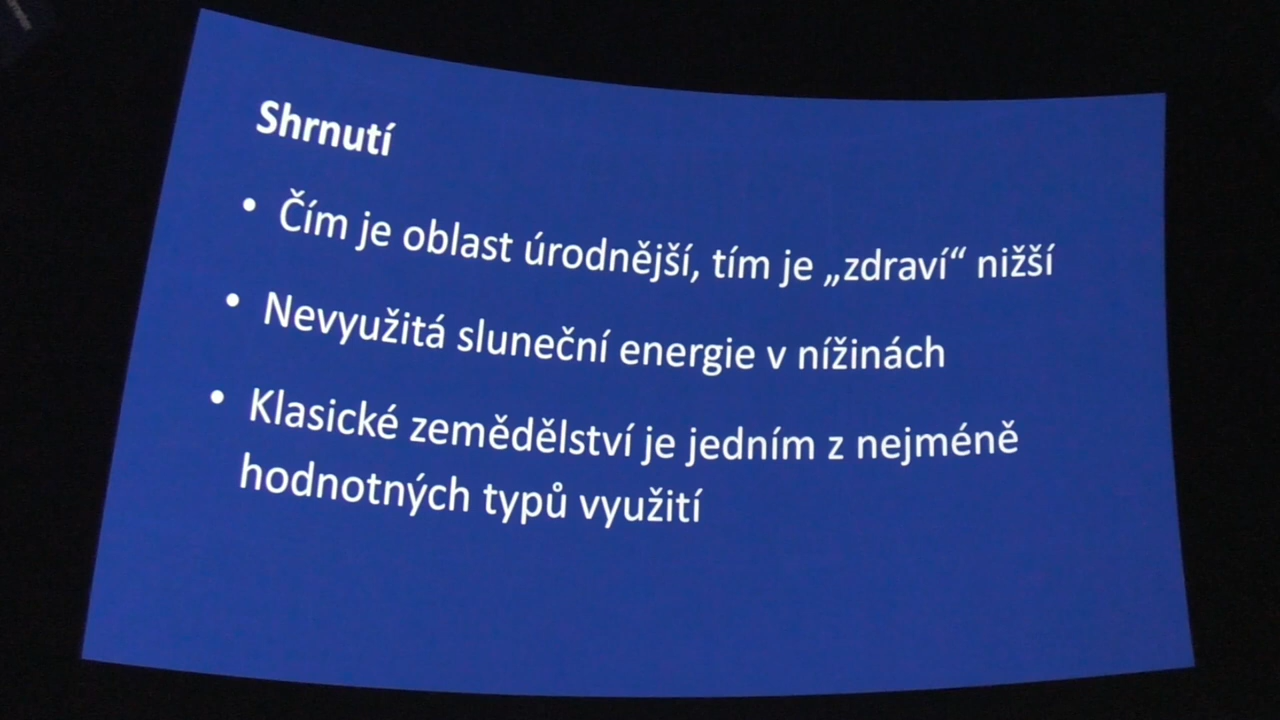 Shrnutí
• Čím je oblast úrodnější, tím je „zdraví“ nižší
• Nevyužitá sluneční energie v nížinách
• Klasické zemědělství je jedním z nejméně
hodnotných typů využití